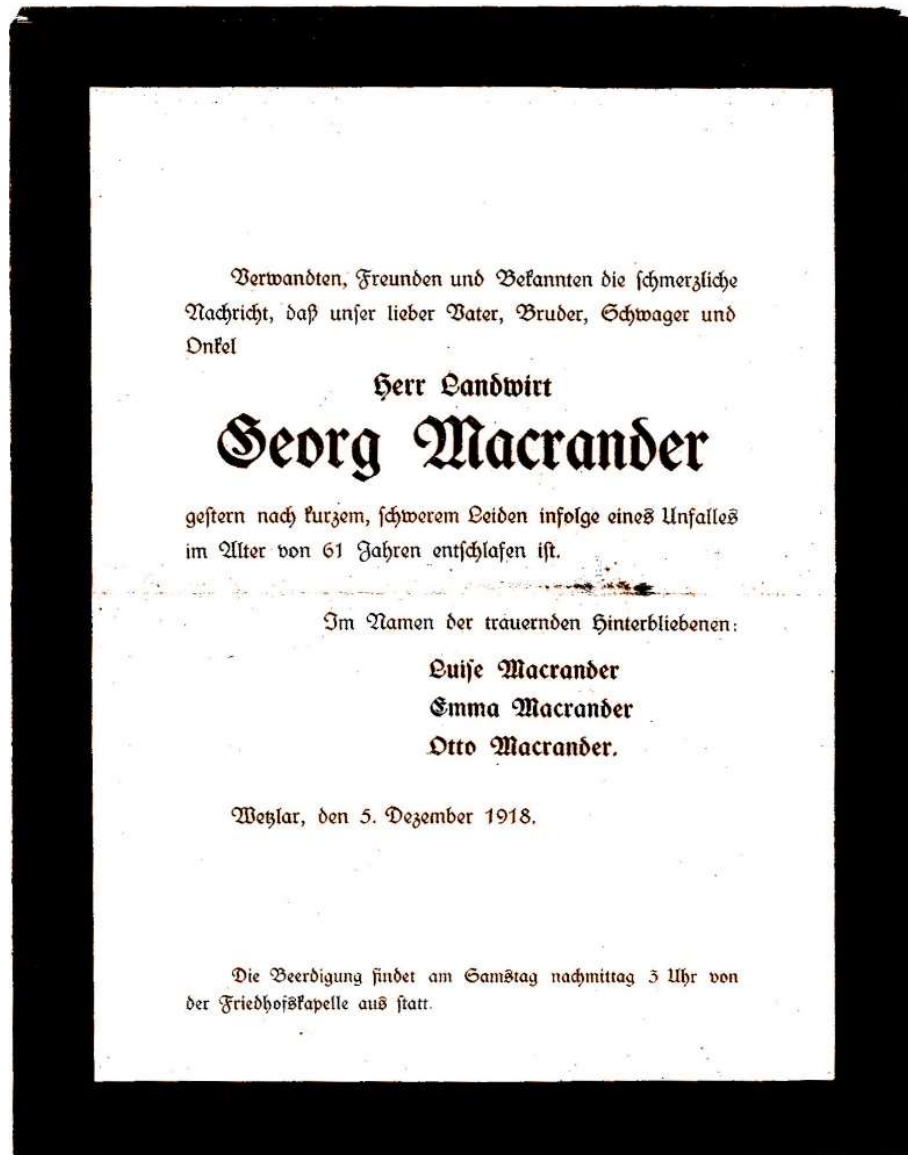 Verwandten, Freunden und Bekannten die schmerzliche
Nachricht, daß unser lieber Vater, Bruder, Schwager und
Onkel
Herr Landwirt
Georg Macrander
gestern nach kurzem, schwerem Leiden infolge eines Unfalles
im Alter von 61 Jahren entschlafen ist.
Im Namen der trauernden Hinterbliebenen:
Luise Macrander
Emma Macrander
Otto Macrander.
Wetzlar, den 5. Dezember 1918.
Die Beerdigung findet am Samstag nachmittag 3 Uhr von
der Friedhofskapelle aus statt.